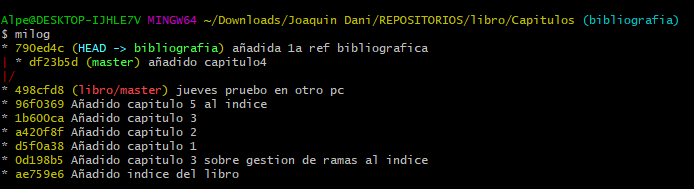 Alpe@DESKTOP-IJHLE7V MINGW64 ~/Downloads/Joaquin Dani/REPOSITORIOS/libro/Capitulos (bibliografia)
$ milog
* 790ed4c (HEAD -> bibliografia) añadida 1a ref bibliografica
| * df23b5d (master) añadido capitulo4
|/
* 498cfd8 (libro/master) jueves pruebo en otro pc
* 96f0369 Añadido capitulo 5 al indice
* 1b600ca Añadido capitulo 3
* a420f8f Añadido capitulo 2
* d5f0a38 Añadido capitulo 1
* 0d198b5 Añadido capitulo 3 sobre gestion de ramas al indice
* ae759e6 Añadido indice del libro